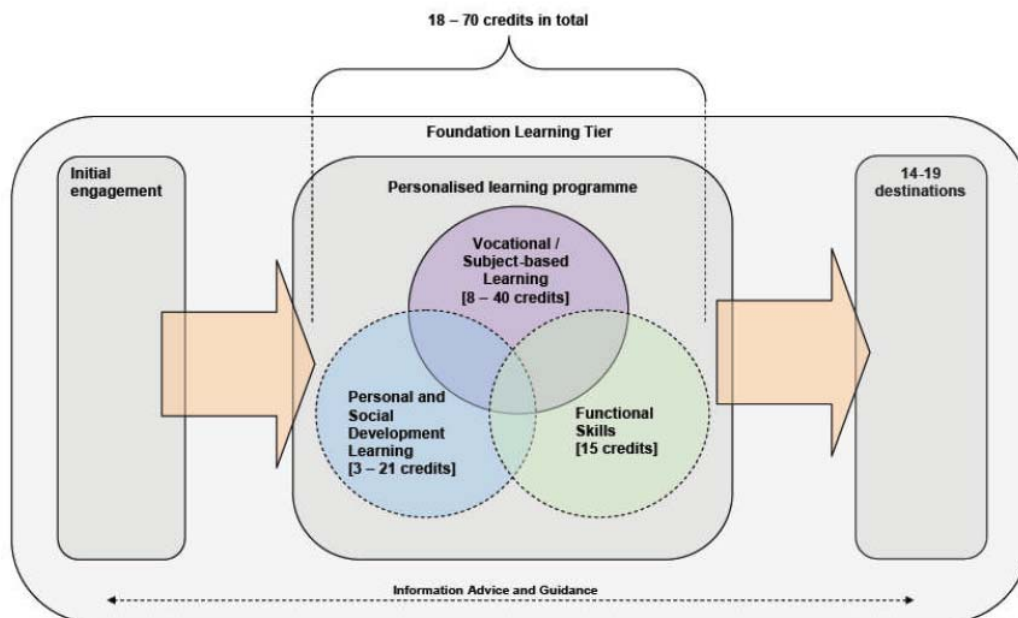 18 – 70 credits in total
Foundation Learning Tier
Initial
engagement
Personalised learning programme
14-19
destinations
Vocational /
Subject-based
Learning
[8 – 40 credits]
Personal and
Social
Development
Learning
[3 – 21 credits]
Functional
Skills
[15 credits]
Information Advice and Guidance